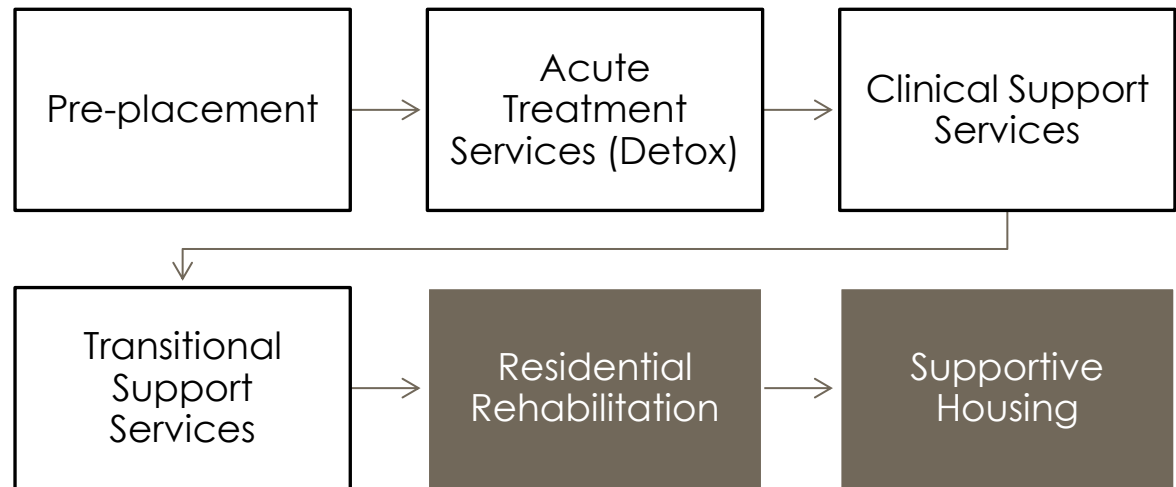 Pre-placement
Acute
Treatment
Services (Detox)
Clinical Support
Services
Transitional
Support
Services
Residential
Rehabilitation
Supportive
Housing